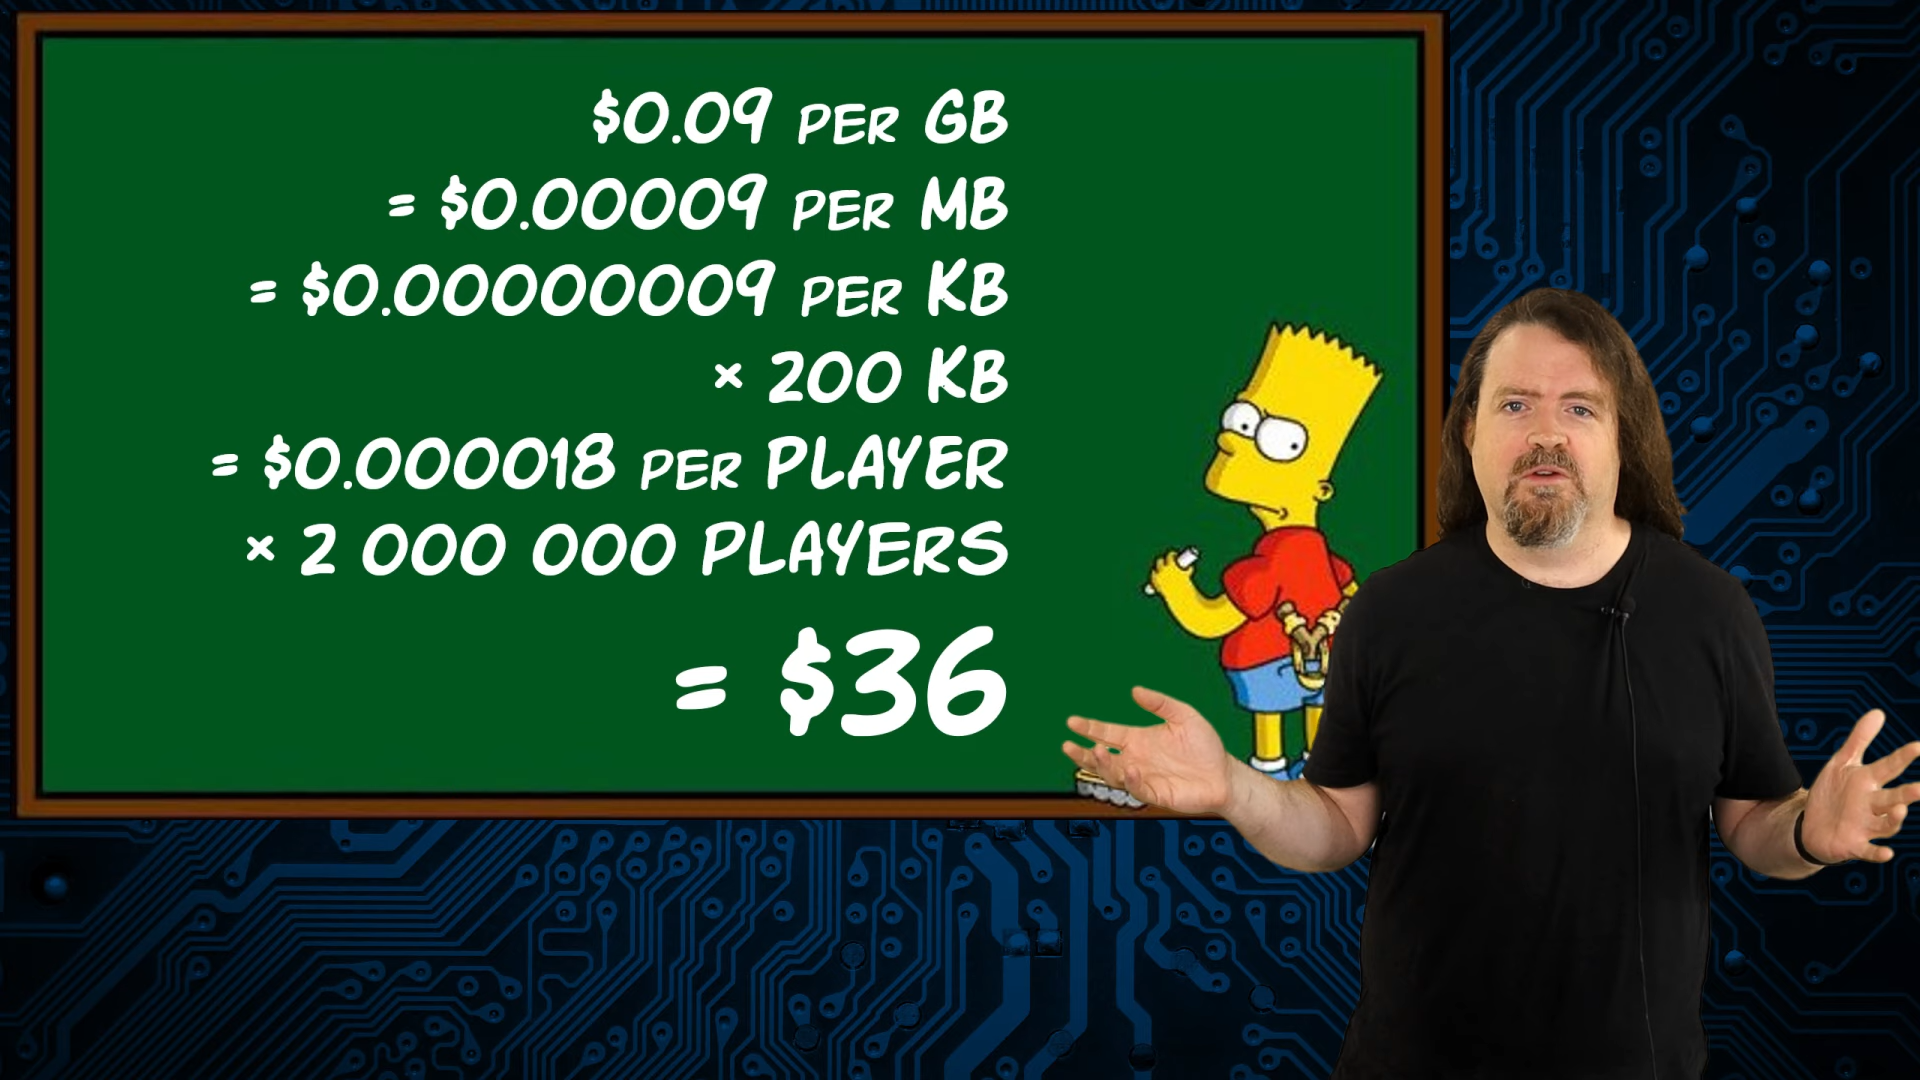 $0.09 PER GB
= $0.00009 PER MB
= $0.00000009 PER KB
× 200 KB
= $0.000018 PER PLAYER
× 2 000 000 PLAYERS
= $36